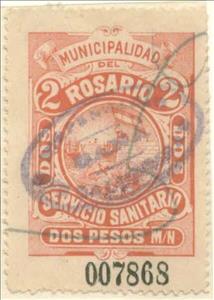 MUNICIPALIDAD
DEL
ROSARIO
2 2
DOS DOS
SERVICIO SANITARIO
DOS PESOS M/N
007868